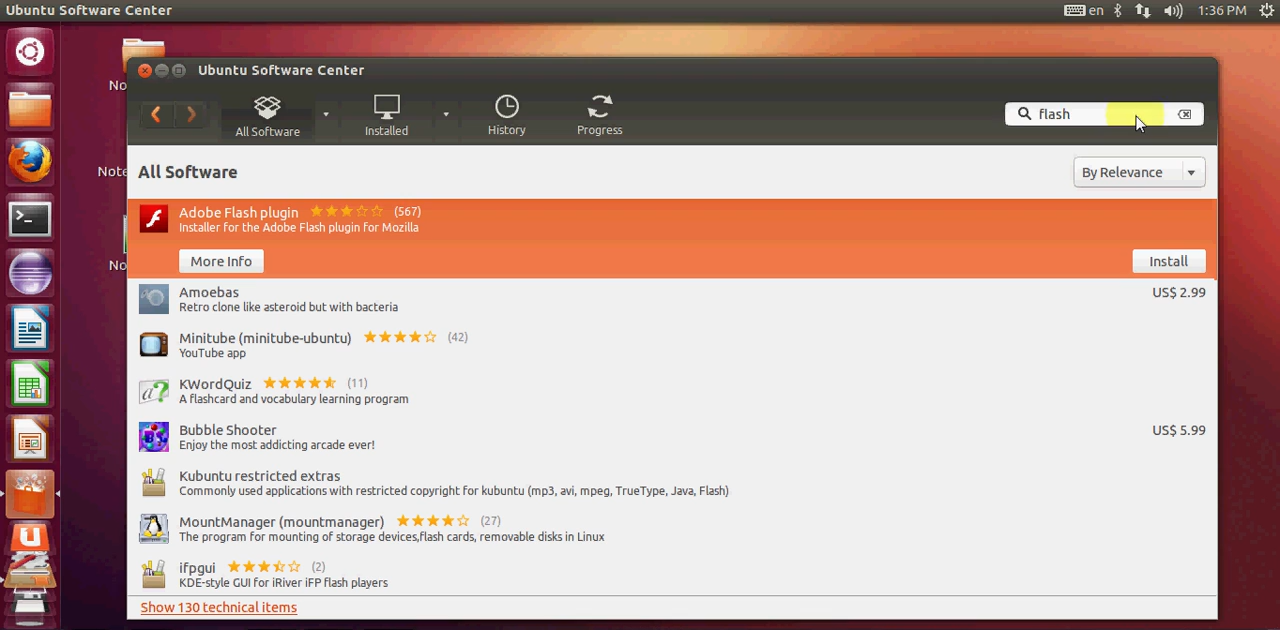 Ubuntu Software Center
en
1:36 PM
No
Note
No
Ubuntu Software Center
All Software
Installed
History
Progress
flash
All Software
By Relevance
Adobe Flash plugin (567)
Installer for the Adobe Flash plugin for Mozilla
More Info
Install
Amoebas
US$ 2.99
Retro clone like asteroid but with bacteria
Minitube (minitube-ubuntu) (42)
YouTube app
KWordQuiz (11)
A flashcard and vocabulary learning program
Bubble Shooter
US$ 5.99
Enjoy the most addicting arcade ever!
Kubuntu restricted extras
Commonly used applications with restricted copyright for kubuntu (mp3, avi, mpeg, TrueType, Java, Flash)
MountManager (mountmanager) (27)
The program for mounting of storage devices,flash cards, removable disks in Linux
ifpgui (2)
KDE-style GUI for iRiver iFP flash players
Show 130 technical items